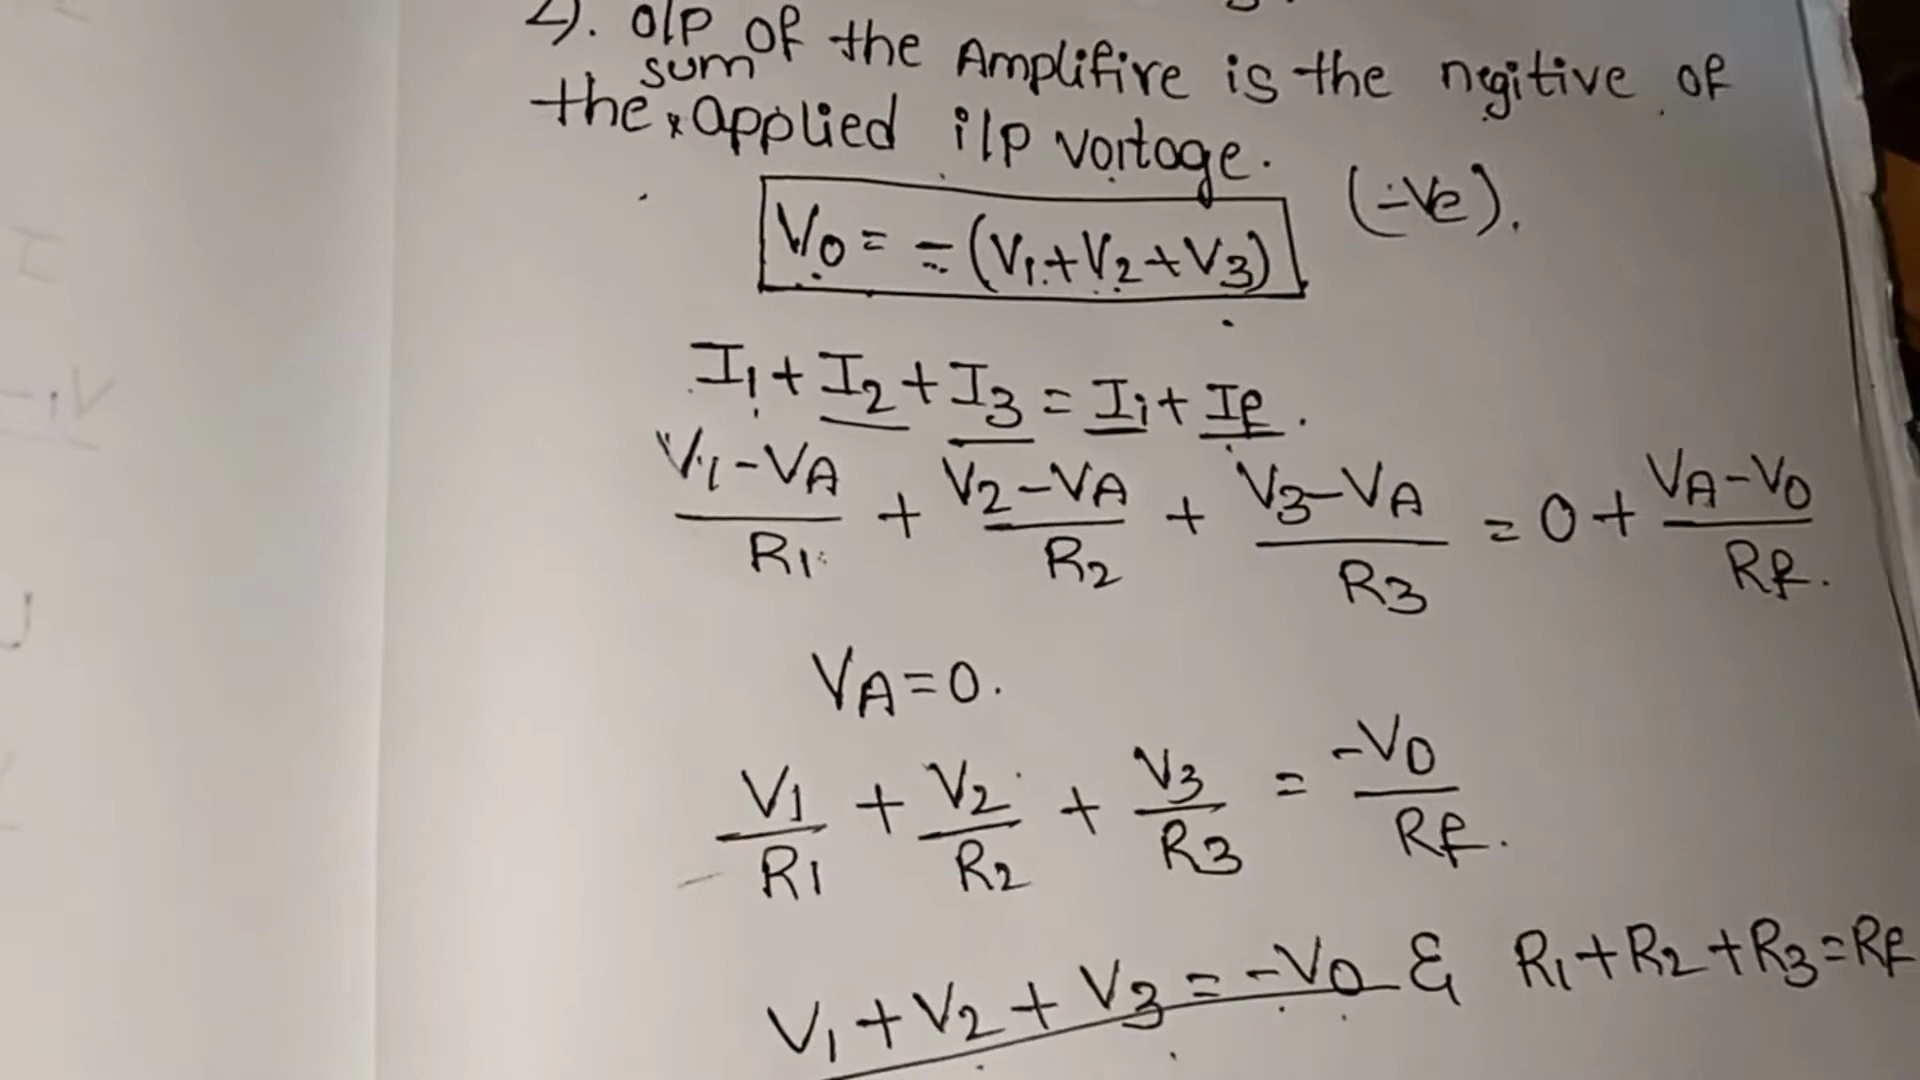 2). O/P of the Amplifire is the negitive of
the sum applied i/p voltage.
(-Ve).
V0 = -(V1+V2+V3)
I1+I2+I3 = Ii+If.
V1-VA/R1 + V2-VA/R2 + V3-VA/R3 = 0+ VA-V0/Rf.
VA=0.
V1/R1 + V2/R2 + V3/R3 = -V0/Rf.
V1+V2+V3 = -V0 & R1+R2+R3=Rf